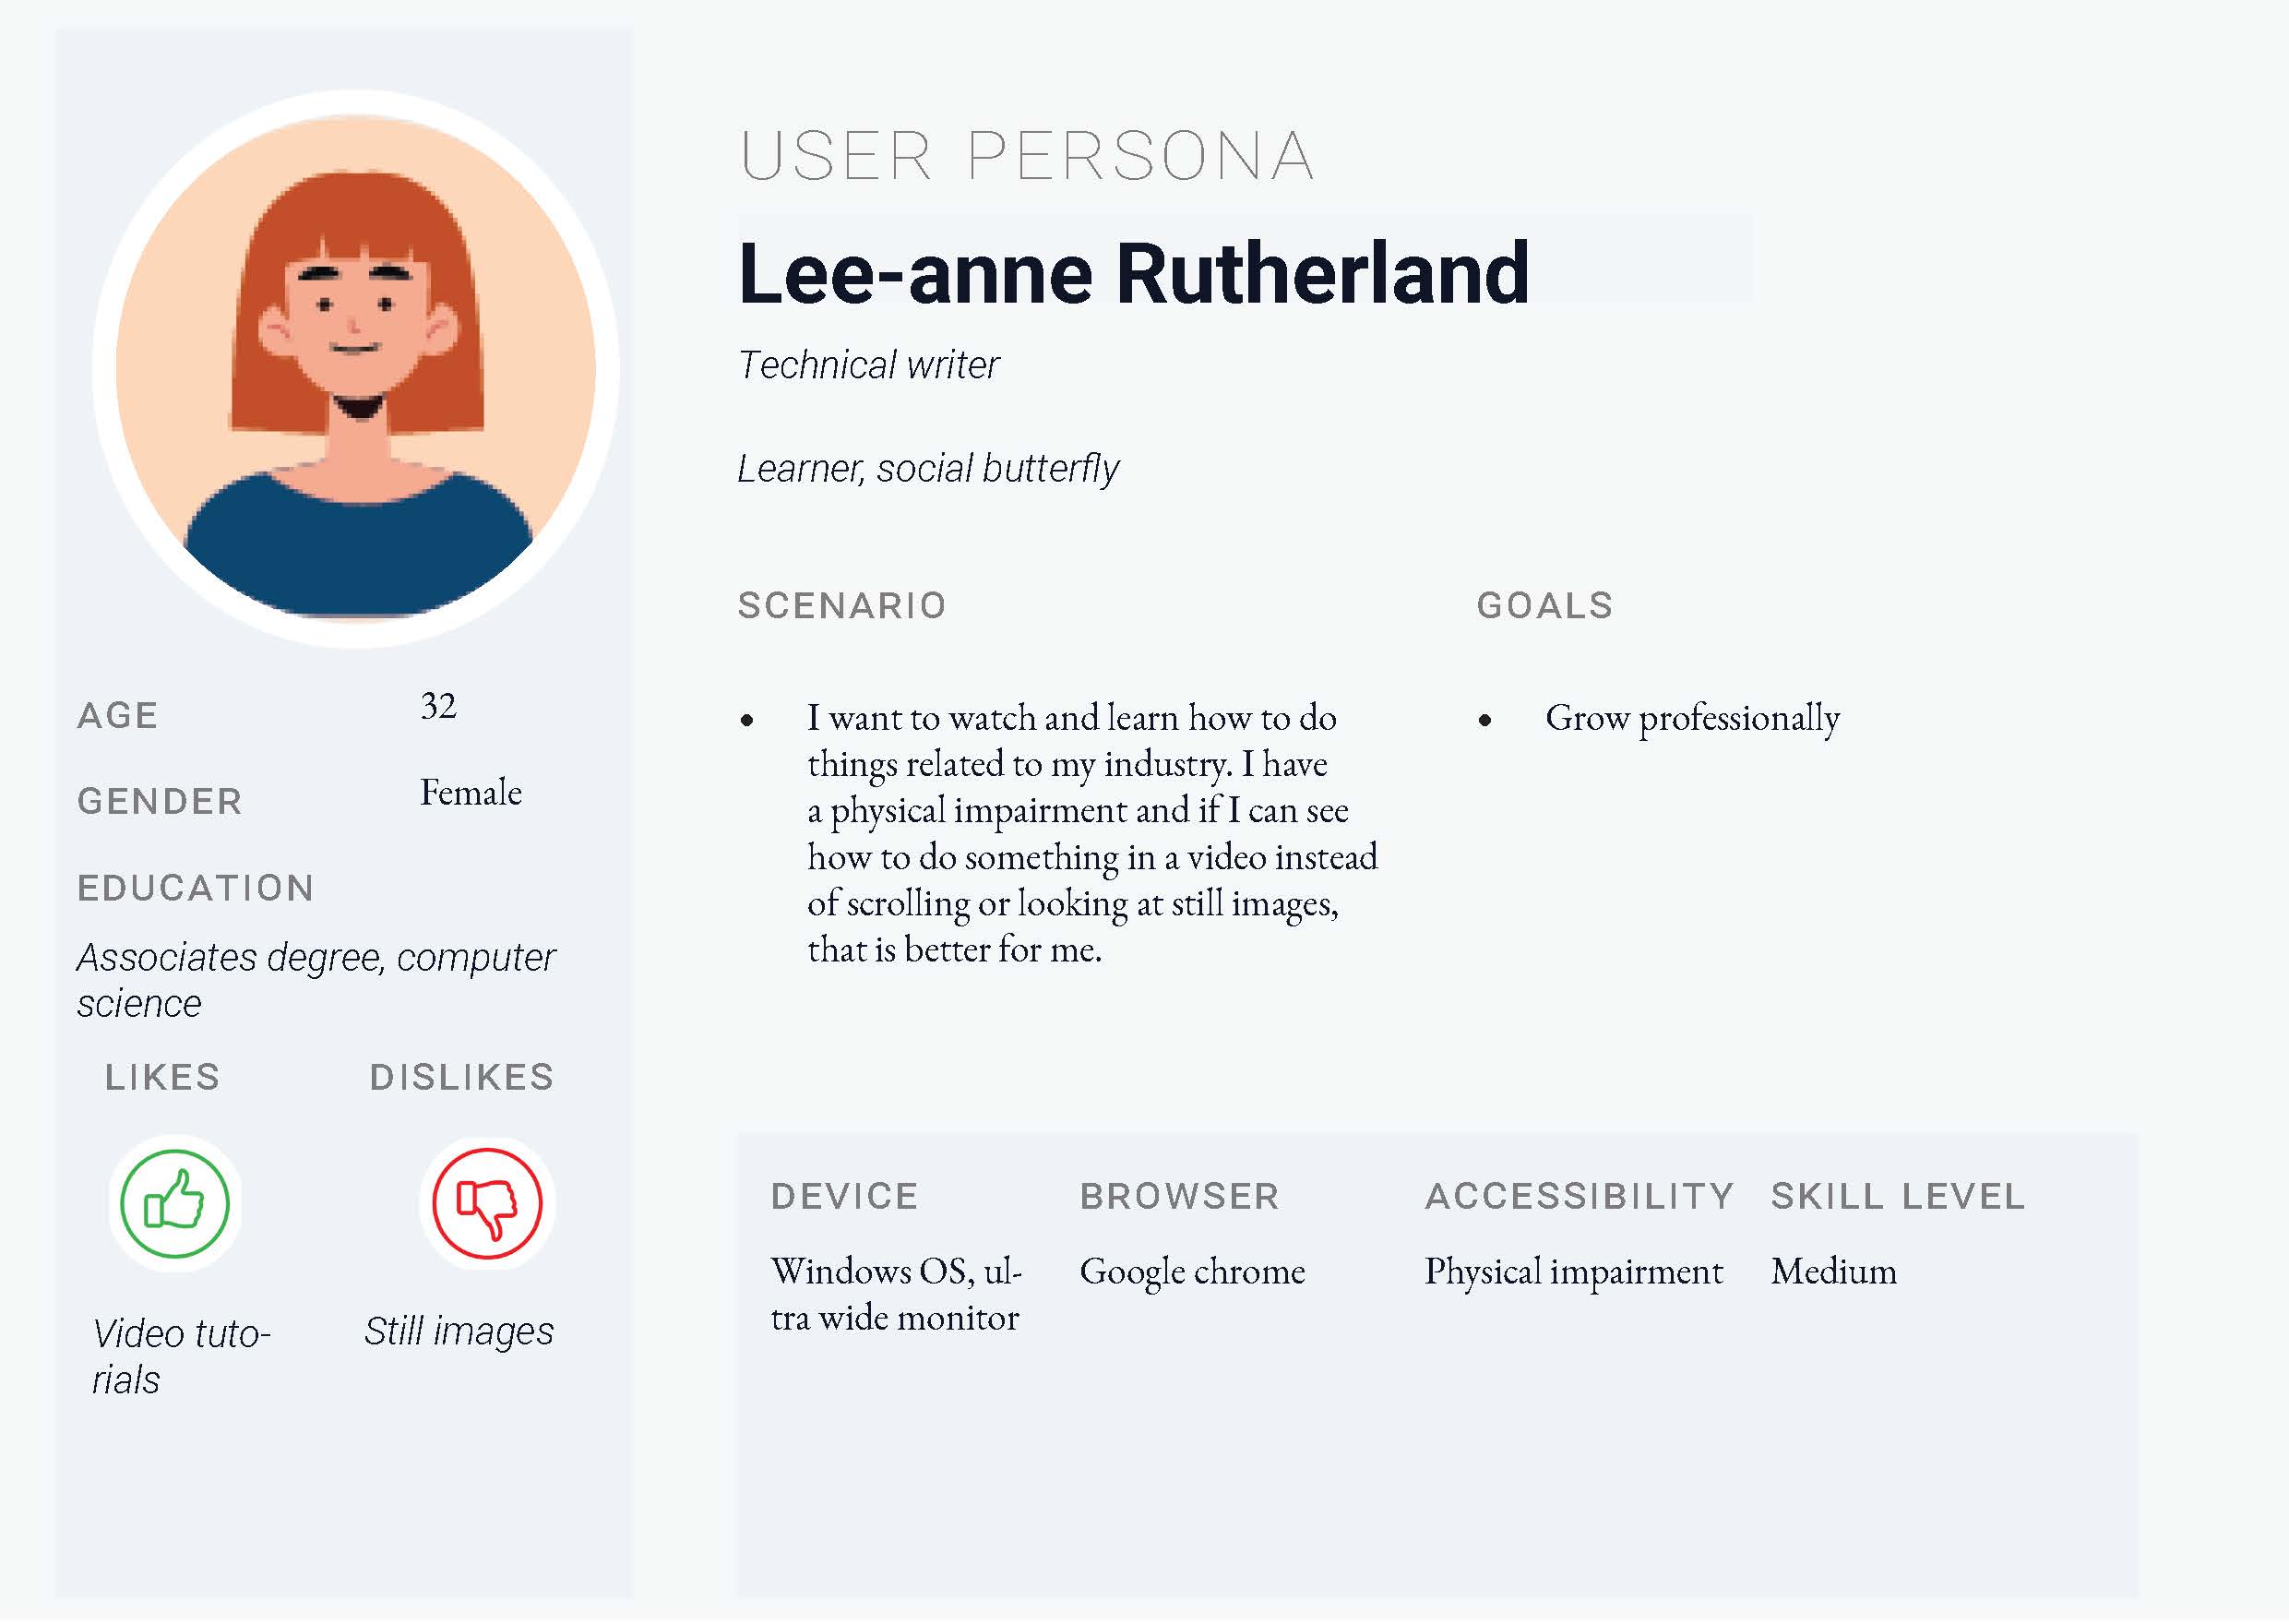 USER PERSONA
Lee-anne Rutherland
Technical writer
Learner, social butterfly
AGE
32
GENDER
Female
EDUCATION
Associates degree, computer
science
LIKES
DISLIKES
Video tuto-
rials
Still images
SCENARIO
• I want to watch and learn how to do
things related to my industry. I have
a physical impairment and if I can see
how to do something in a video instead
of scrolling or looking at still images,
that is better for me.
GOALS
• Grow professionally
DEVICE
Windows OS, ul-
tra wide monitor
BROWSER
Google chrome
ACCESSIBILITY
Physical impairment
SKILL LEVEL
Medium